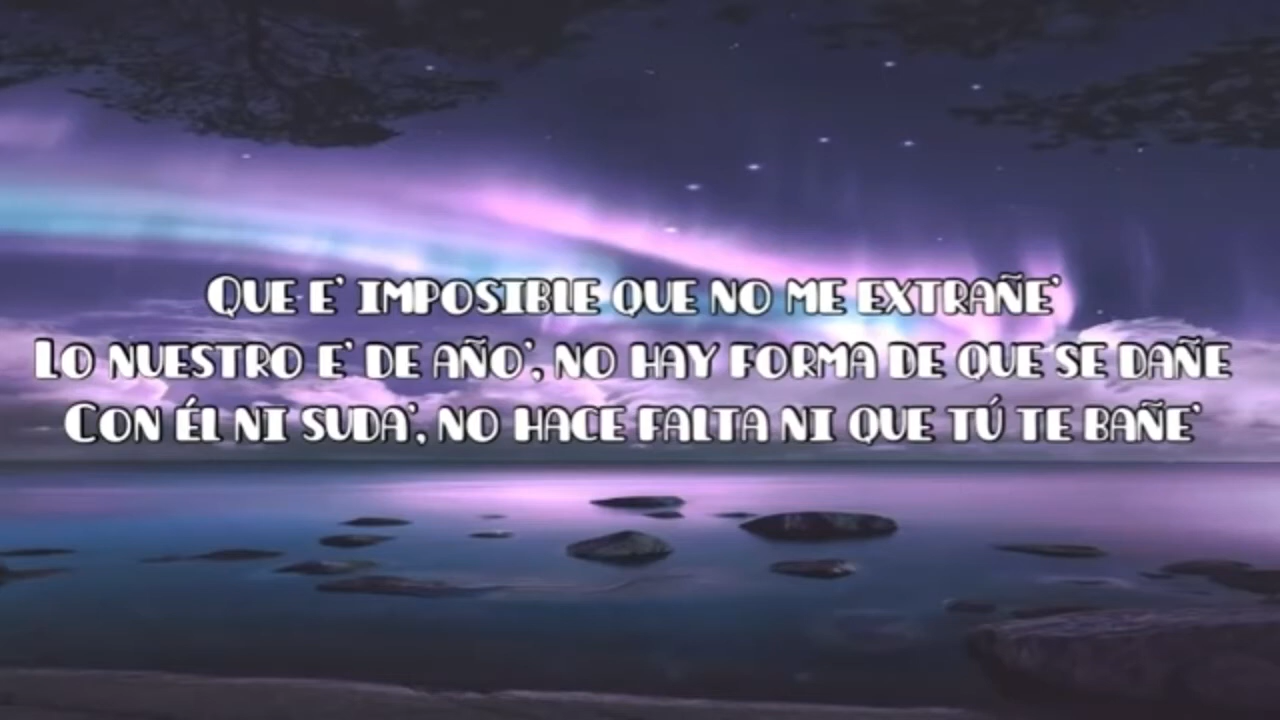 Que e' imposible que no me extrañe'
Lo nuestro e' de año', no hay forma de que se dañe
Con él ni suda', no hace falta ni que tú te bañe'